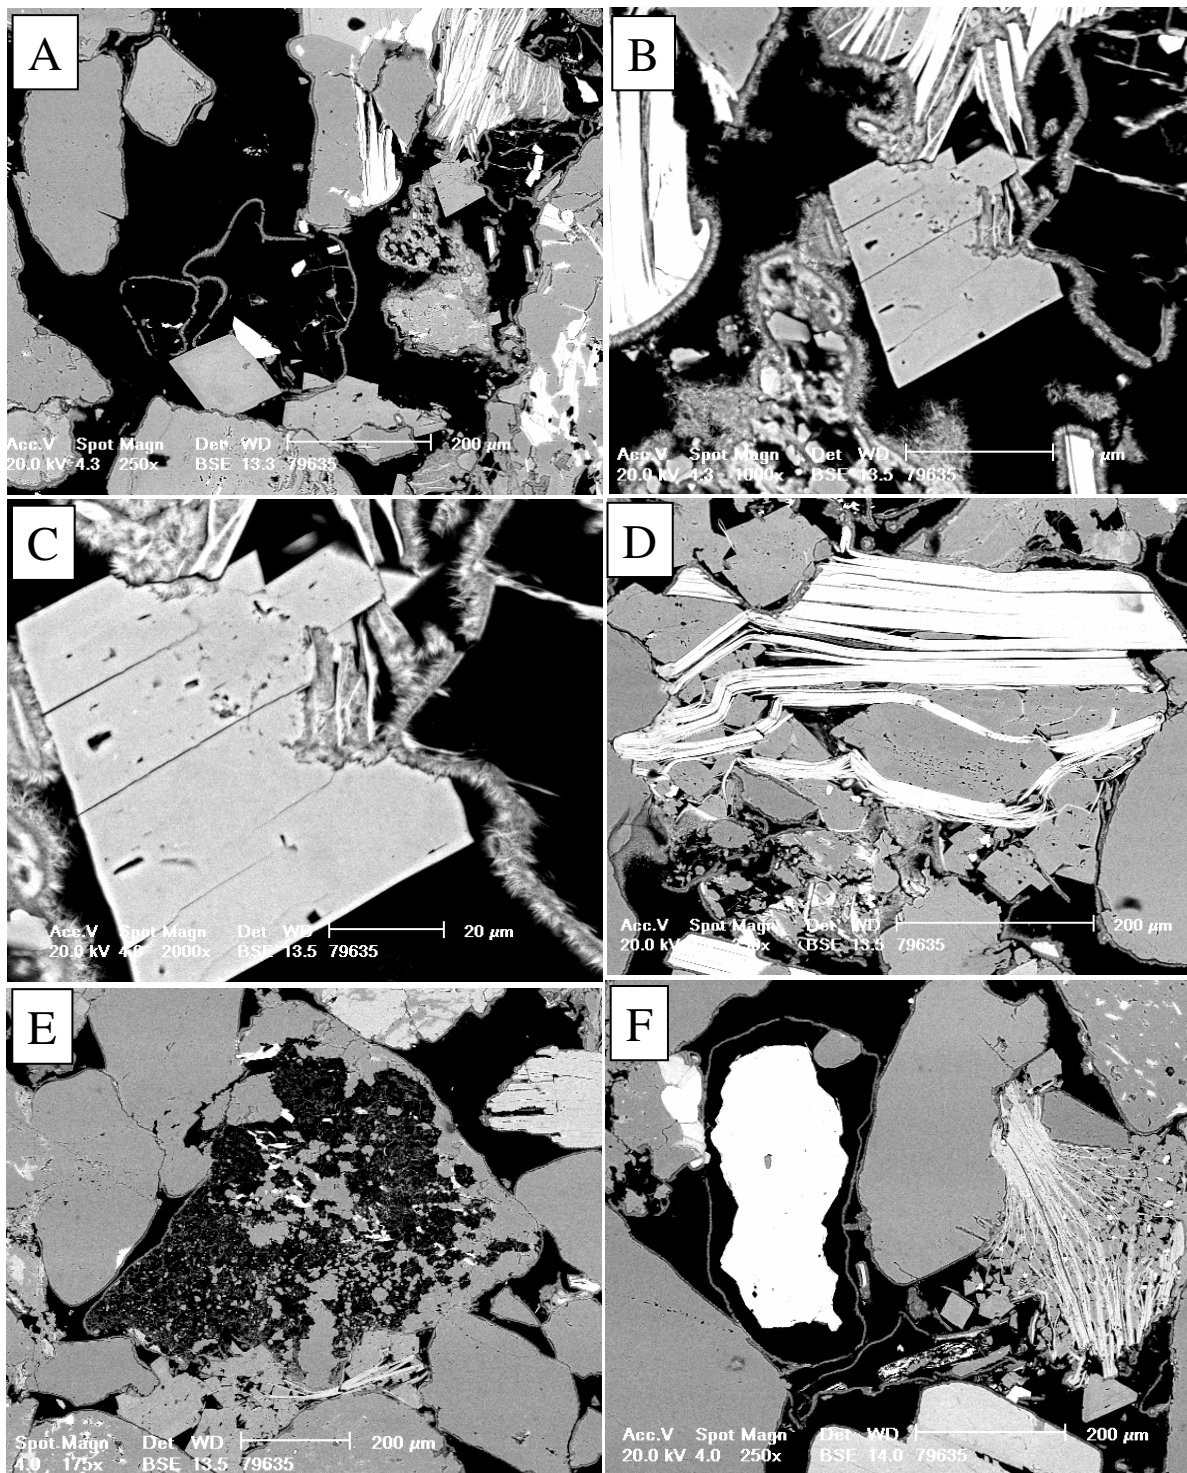 A
Acc.V Spot Magn Det WD 200 µm
20.0 kV 4.3 250x BSE 13.3 79635
B
Acc.V Spot Magn Det WD µm
20.0 kV 4.3 1000x BSE 13.5 79635
C
Acc.V Spot Magn Det WD 20 µm
20.0 kV 2000x BSE 13.5 79635
D
Acc.V Spot Magn Det WD 200 µm
20.0 kV BSE 13.5 79635
E
Spot Magn Det WD 200 µm
4.0 175x BSE 13.5 79635
F
Acc.V Spot Magn Det WD 200 µm
20.0 kV 4.0 250x BSE 14.0 79635